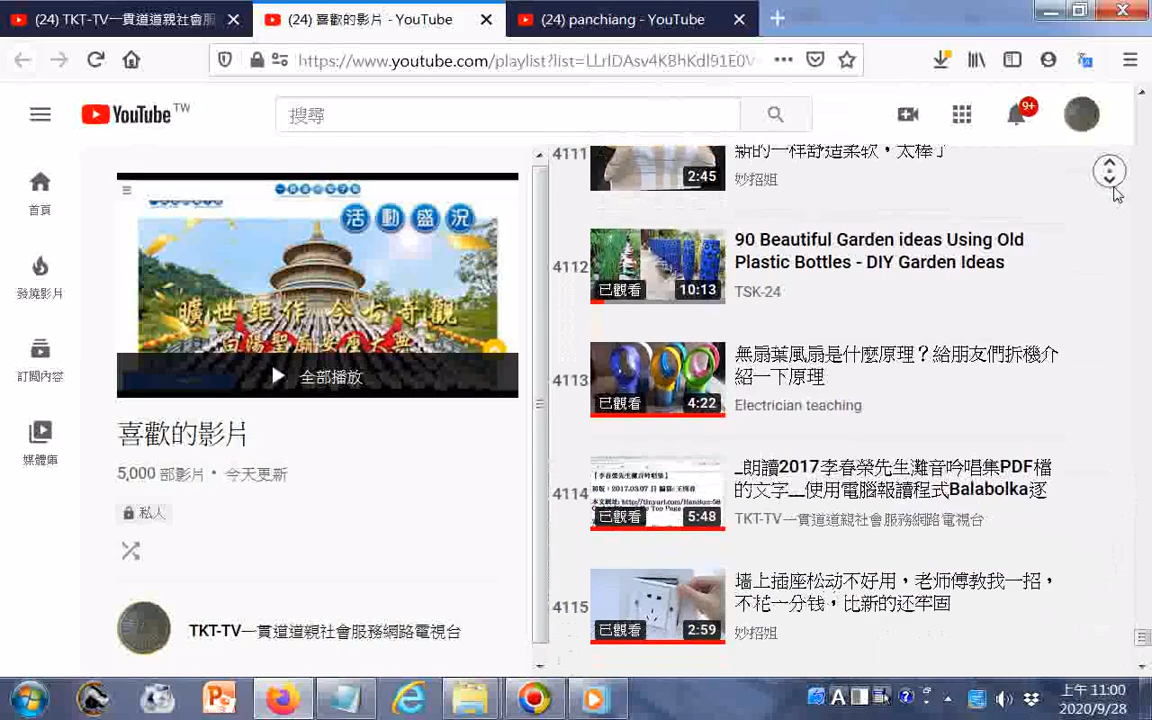 (24) TKT-TV一貫道道親社會服
(24) 喜歡的影片 - YouTube
(24) panchiang - YouTube
https://www.youtube.com/playlist?list=LLrIDAsv4KBhKdl91E0V
YouTube TW
搜尋
9+
首頁
發燒影片
訂閱內容
媒體庫
活動盛況
曠世鉅作 今古奇觀
全部播放
喜歡的影片
5,000 部影片 • 今天更新
私人
TKT-TV一貫道道親社會服務網路電視台
4111
2:45
新的一样舒适柔软，太棒了
妙招姐
4112
已觀看
10:13
90 Beautiful Garden ideas Using Old
Plastic Bottles - DIY Garden Ideas
TSK-24
4113
已觀看
4:22
無扇葉風扇是什麼原理？給朋友們拆機介
紹一下原理
Electrician teaching
4114
已觀看
5:48
_朗讀2017李春榮先生灘音吟唱集PDF檔
的文字__使用電腦報讀程式Balabolka逐
TKT-TV一貫道道親社會服務網路電視台
4115
已觀看
2:59
墙上插座松动不好用，老师傅教我一招，
不花一分钱，比新的还牢固
妙招姐
上午 11:00
2020/9/28